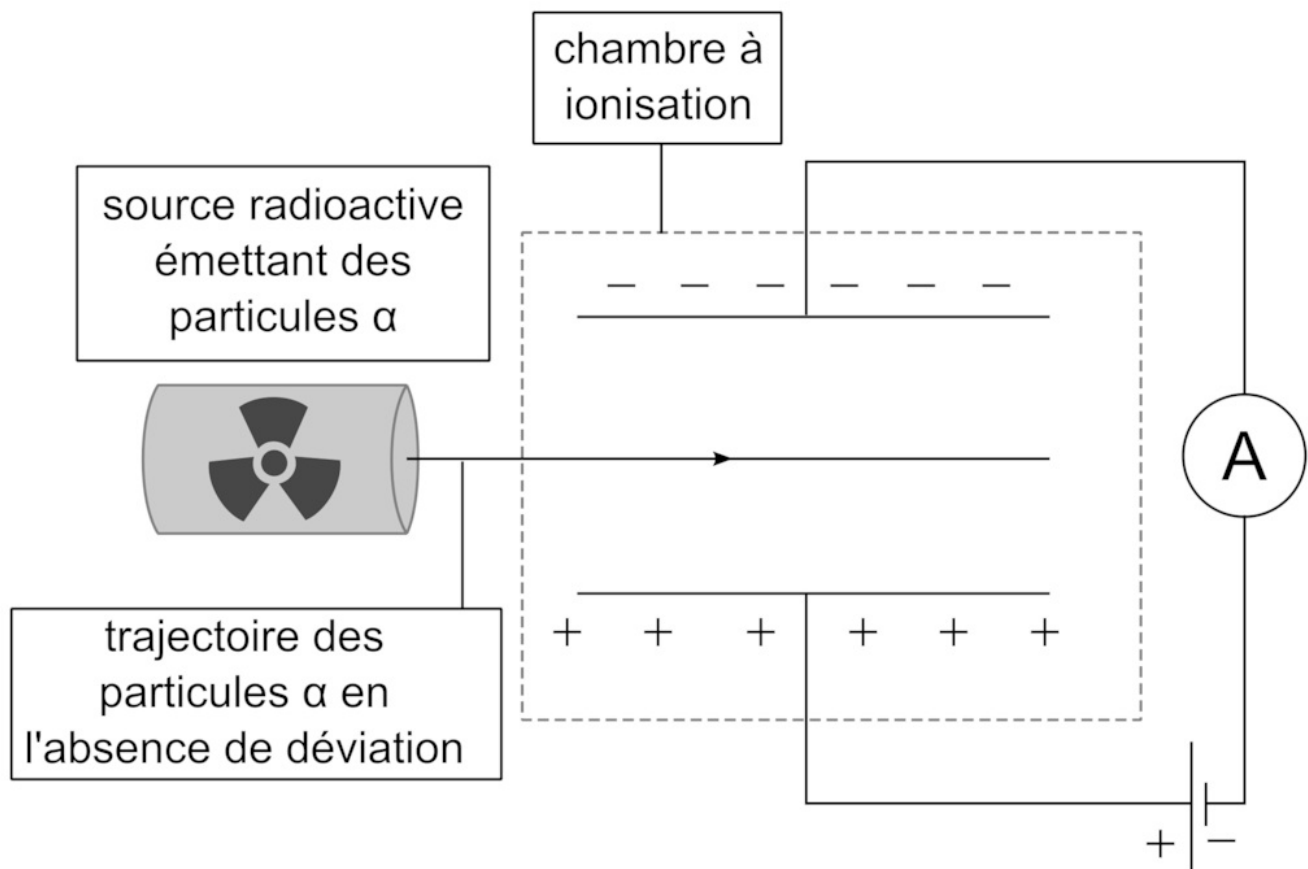 chambre à
ionisation
source radioactive
émettant des
particules α
− − − − − −
A
+ + + + + +
trajectoire des
particules α en
l'absence de déviation
+ −